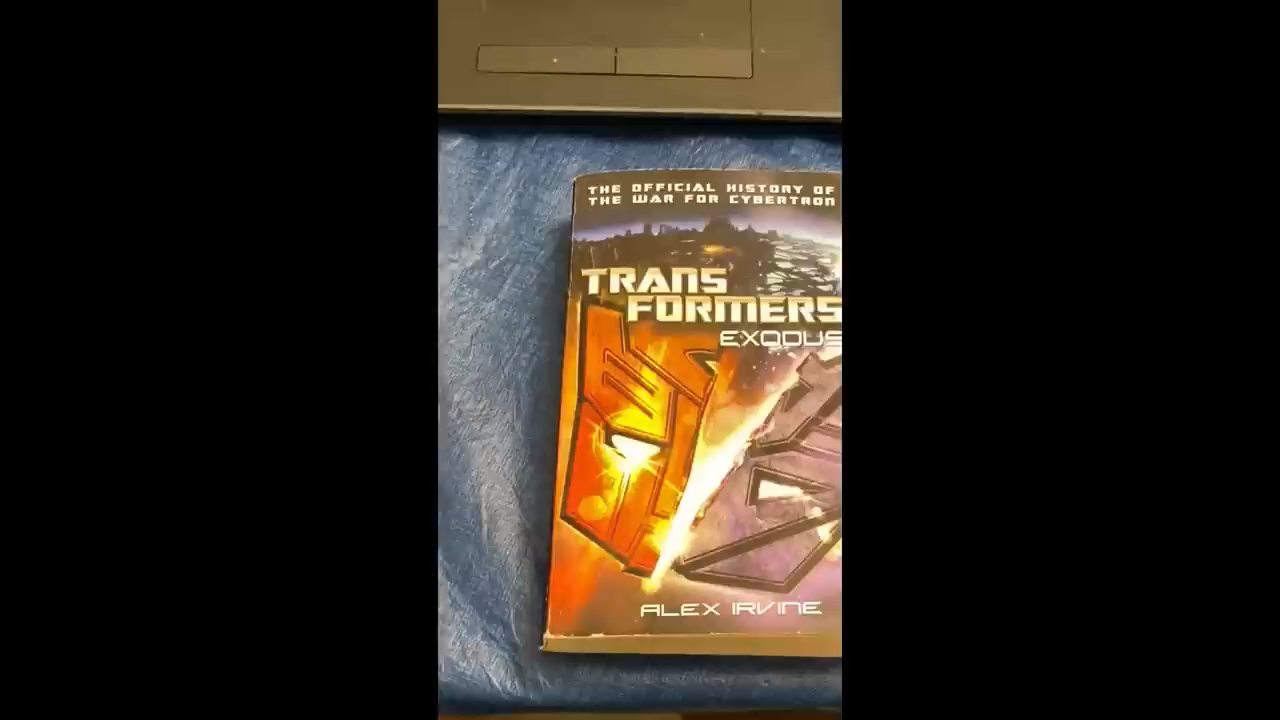 THE OFFICIAL HISTORY OF
THE WAR FOR CYBERTRON
TRANS
FORMERS
EXODUS
ALEX IRVINE